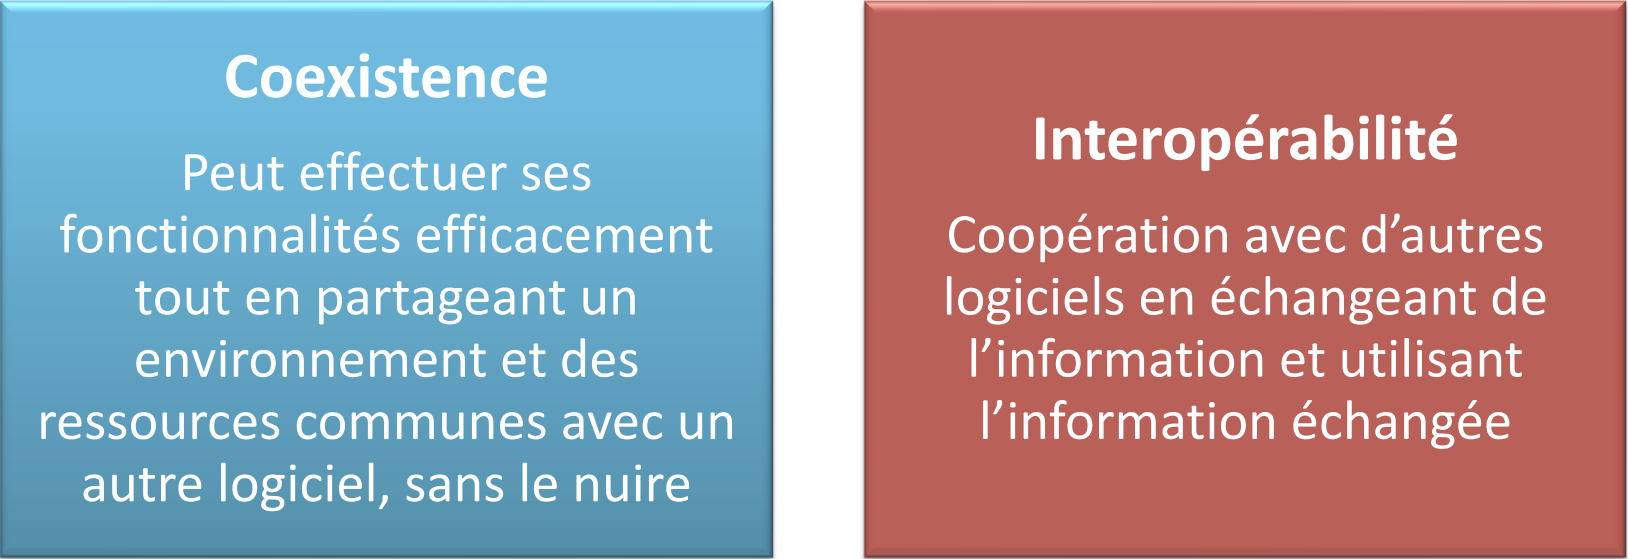 Coexistence
Peut effectuer ses
fonctionnalités efficacement
tout en partageant un
environnement et des
ressources communes avec un
autre logiciel, sans le nuire
Interopérabilité
Coopération avec d’autres
logiciels en échangeant de
l’information et utilisant
l’information échangée